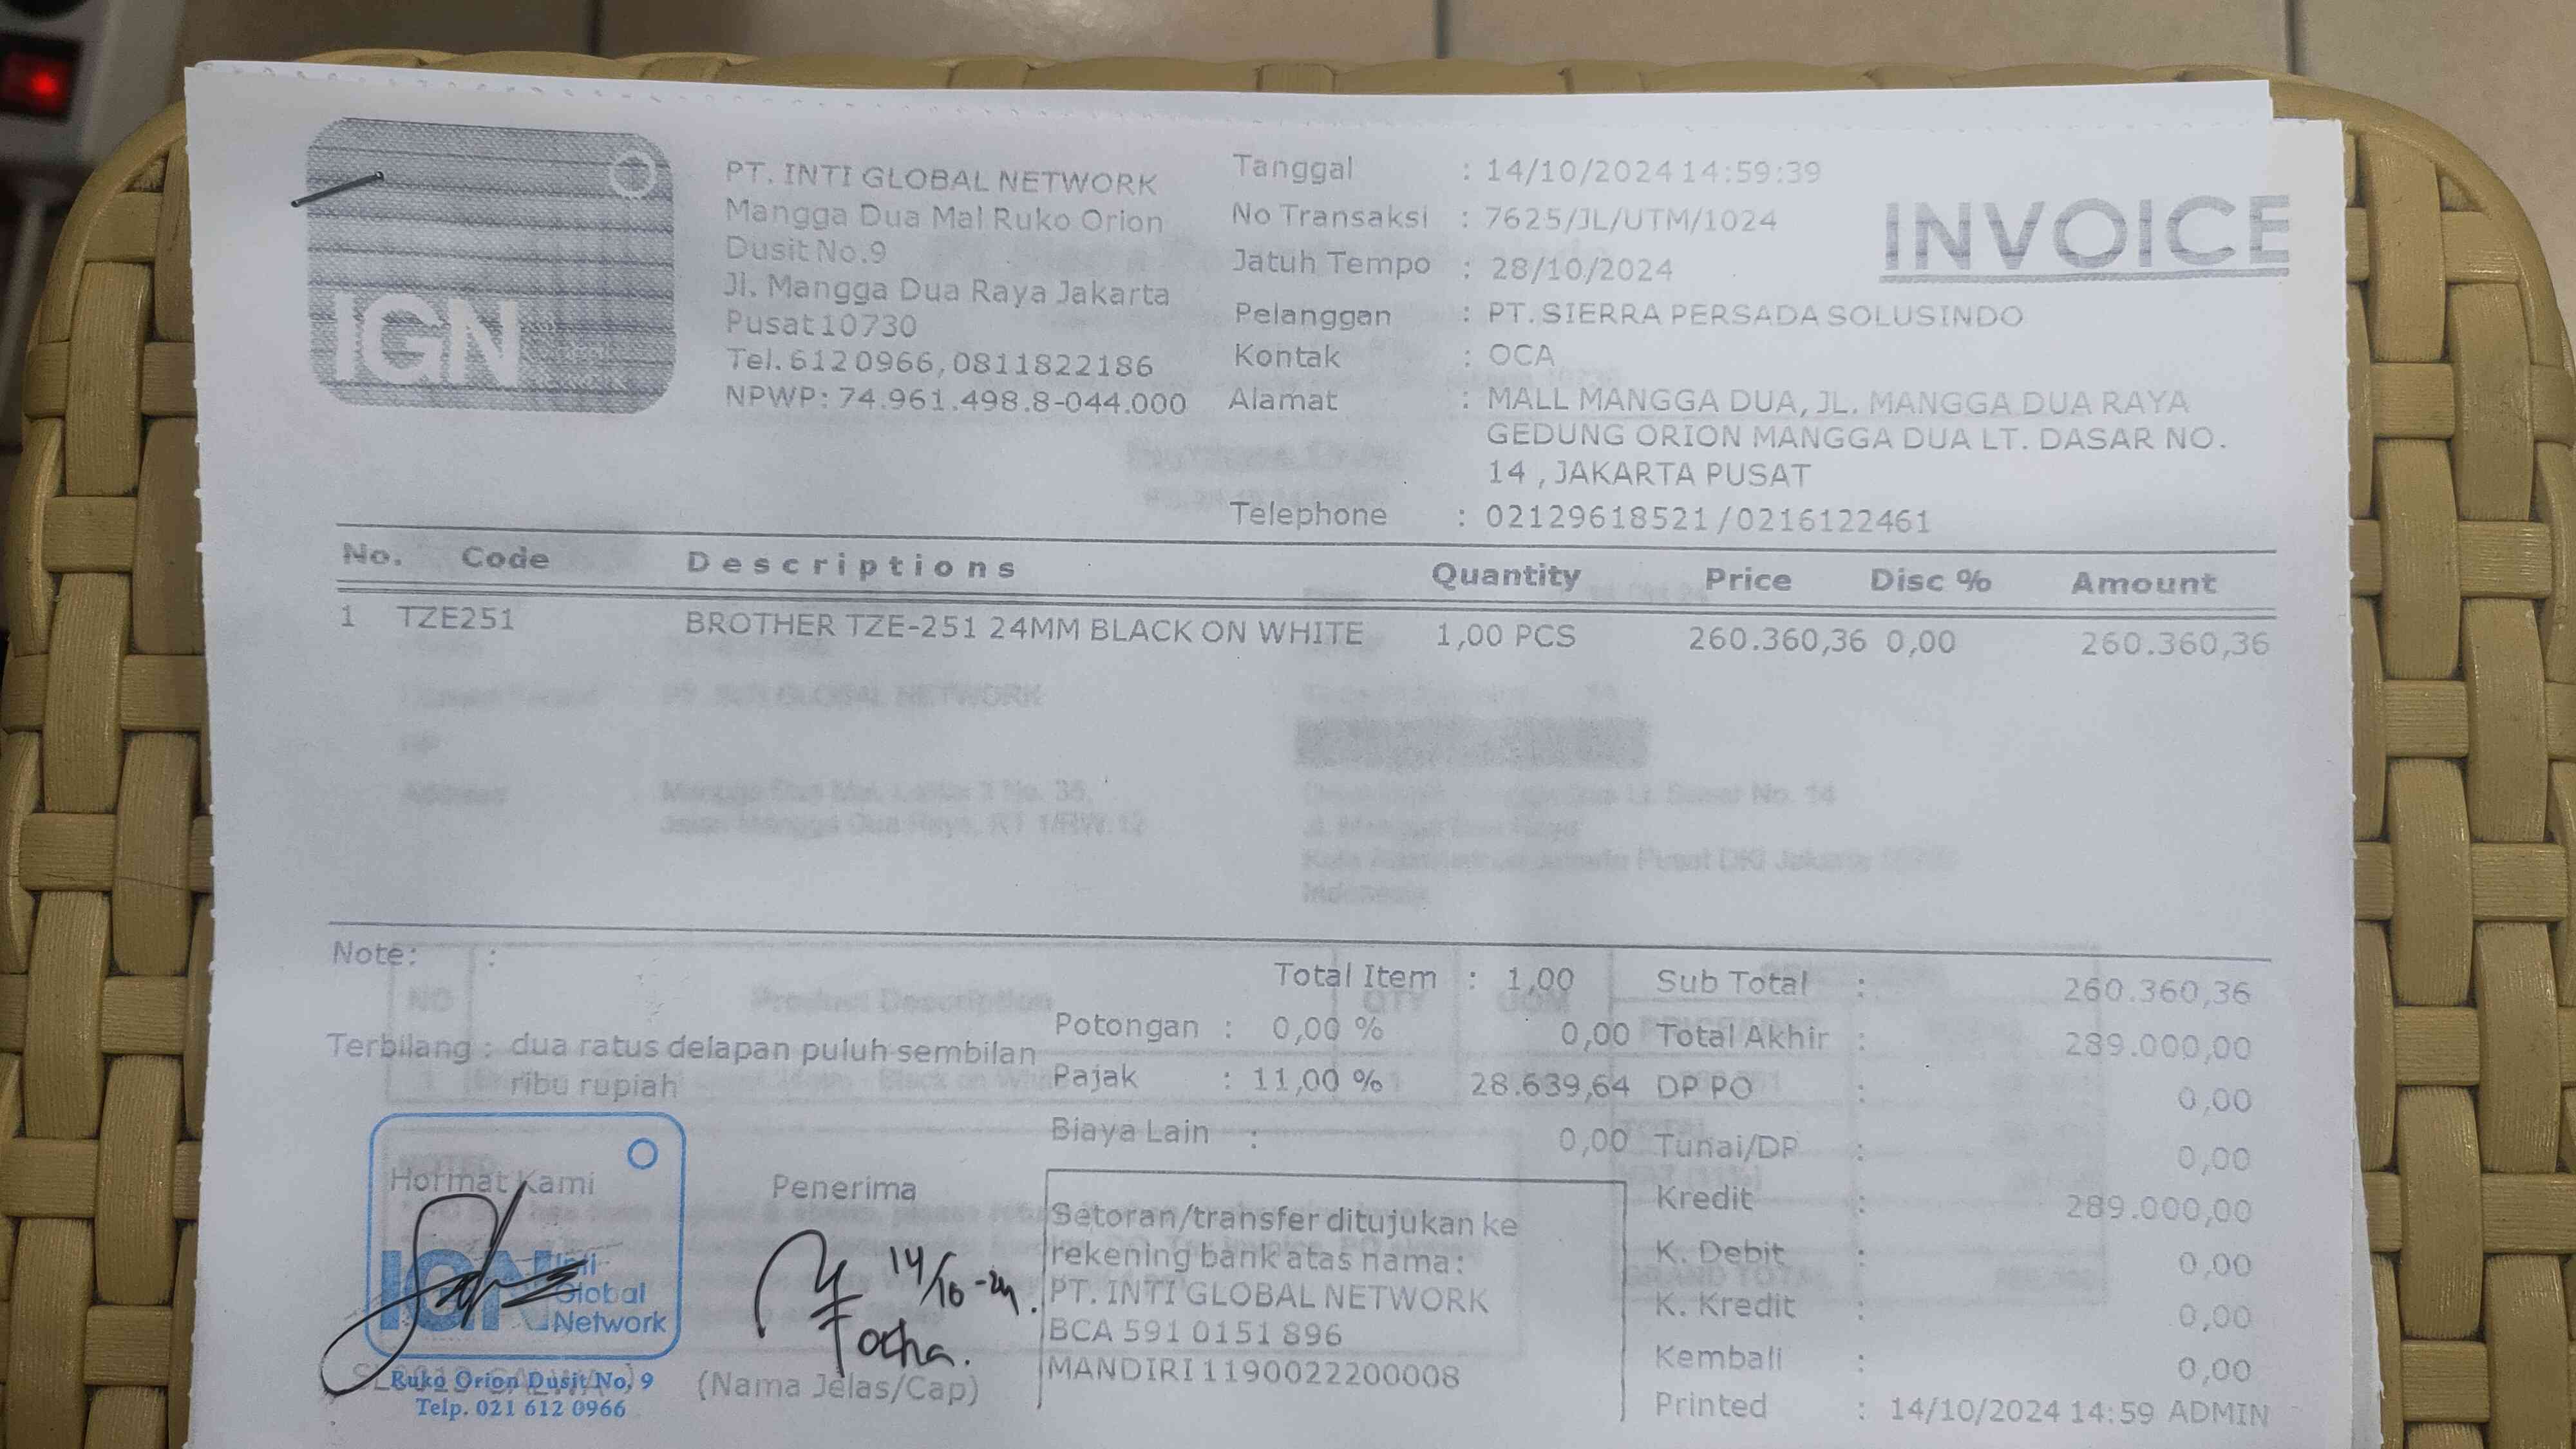 IGN
PT. INTI GLOBAL NETWORK
Mangga Dua Mal Ruko Orion
Dusit No.9
Jl. Mangga Dua Raya Jakarta
Pusat 10730
Tel. 6120966, 0811822186
NPWP: 74.961.498.8-044.000
Tanggal : 14/10/2024 14:59:39
No Transaksi : 7625/JL/UTM/1024
Jatuh Tempo : 28/10/2024
Pelanggan : PT. SIERRA PERSADA SOLUSINDO
Kontak : OCA
Alamat : MALL MANGGA DUA, JL. MANGGA DUA RAYA
GEDUNG ORION MANGGA DUA LT. DASAR NO.
14 , JAKARTA PUSAT
Telephone : 02129618521 / 0216122461
INVOICE
No. Code Descriptions Quantity Price Disc % Amount
1 TZE251 BROTHER TZE-251 24MM BLACK ON WHITE 1,00 PCS 260.360,36 0,00 260.360,36
Note: :
Terbilang : dua ratus delapan puluh sembilan
ribu rupiah
Total Item : 1,00
Potongan : 0,00 % 0,00
Pajak : 11,00 % 28.639,64
Biaya Lain : 0,00
Sub Total : 260.360,36
Total Akhir : 289.000,00
DP PO : 0,00
Tunai/DP : 0,00
Kredit : 289.000,00
K. Debit : 0,00
K. Kredit : 0,00
Kembali : 0,00
Printed : 14/10/2024 14:59 ADMIN
Hormat Kami
IGN Inti
Global
Network
Ruko Orion Dusit No, 9
Telp. 021 612 0966
Penerima
14/10-24.
(Nama Jelas/Cap)
Setoran/transfer ditujukan ke
rekening bank atas nama:
PT. INTI GLOBAL NETWORK
BCA 591 0151 896
MANDIRI 1190022200008